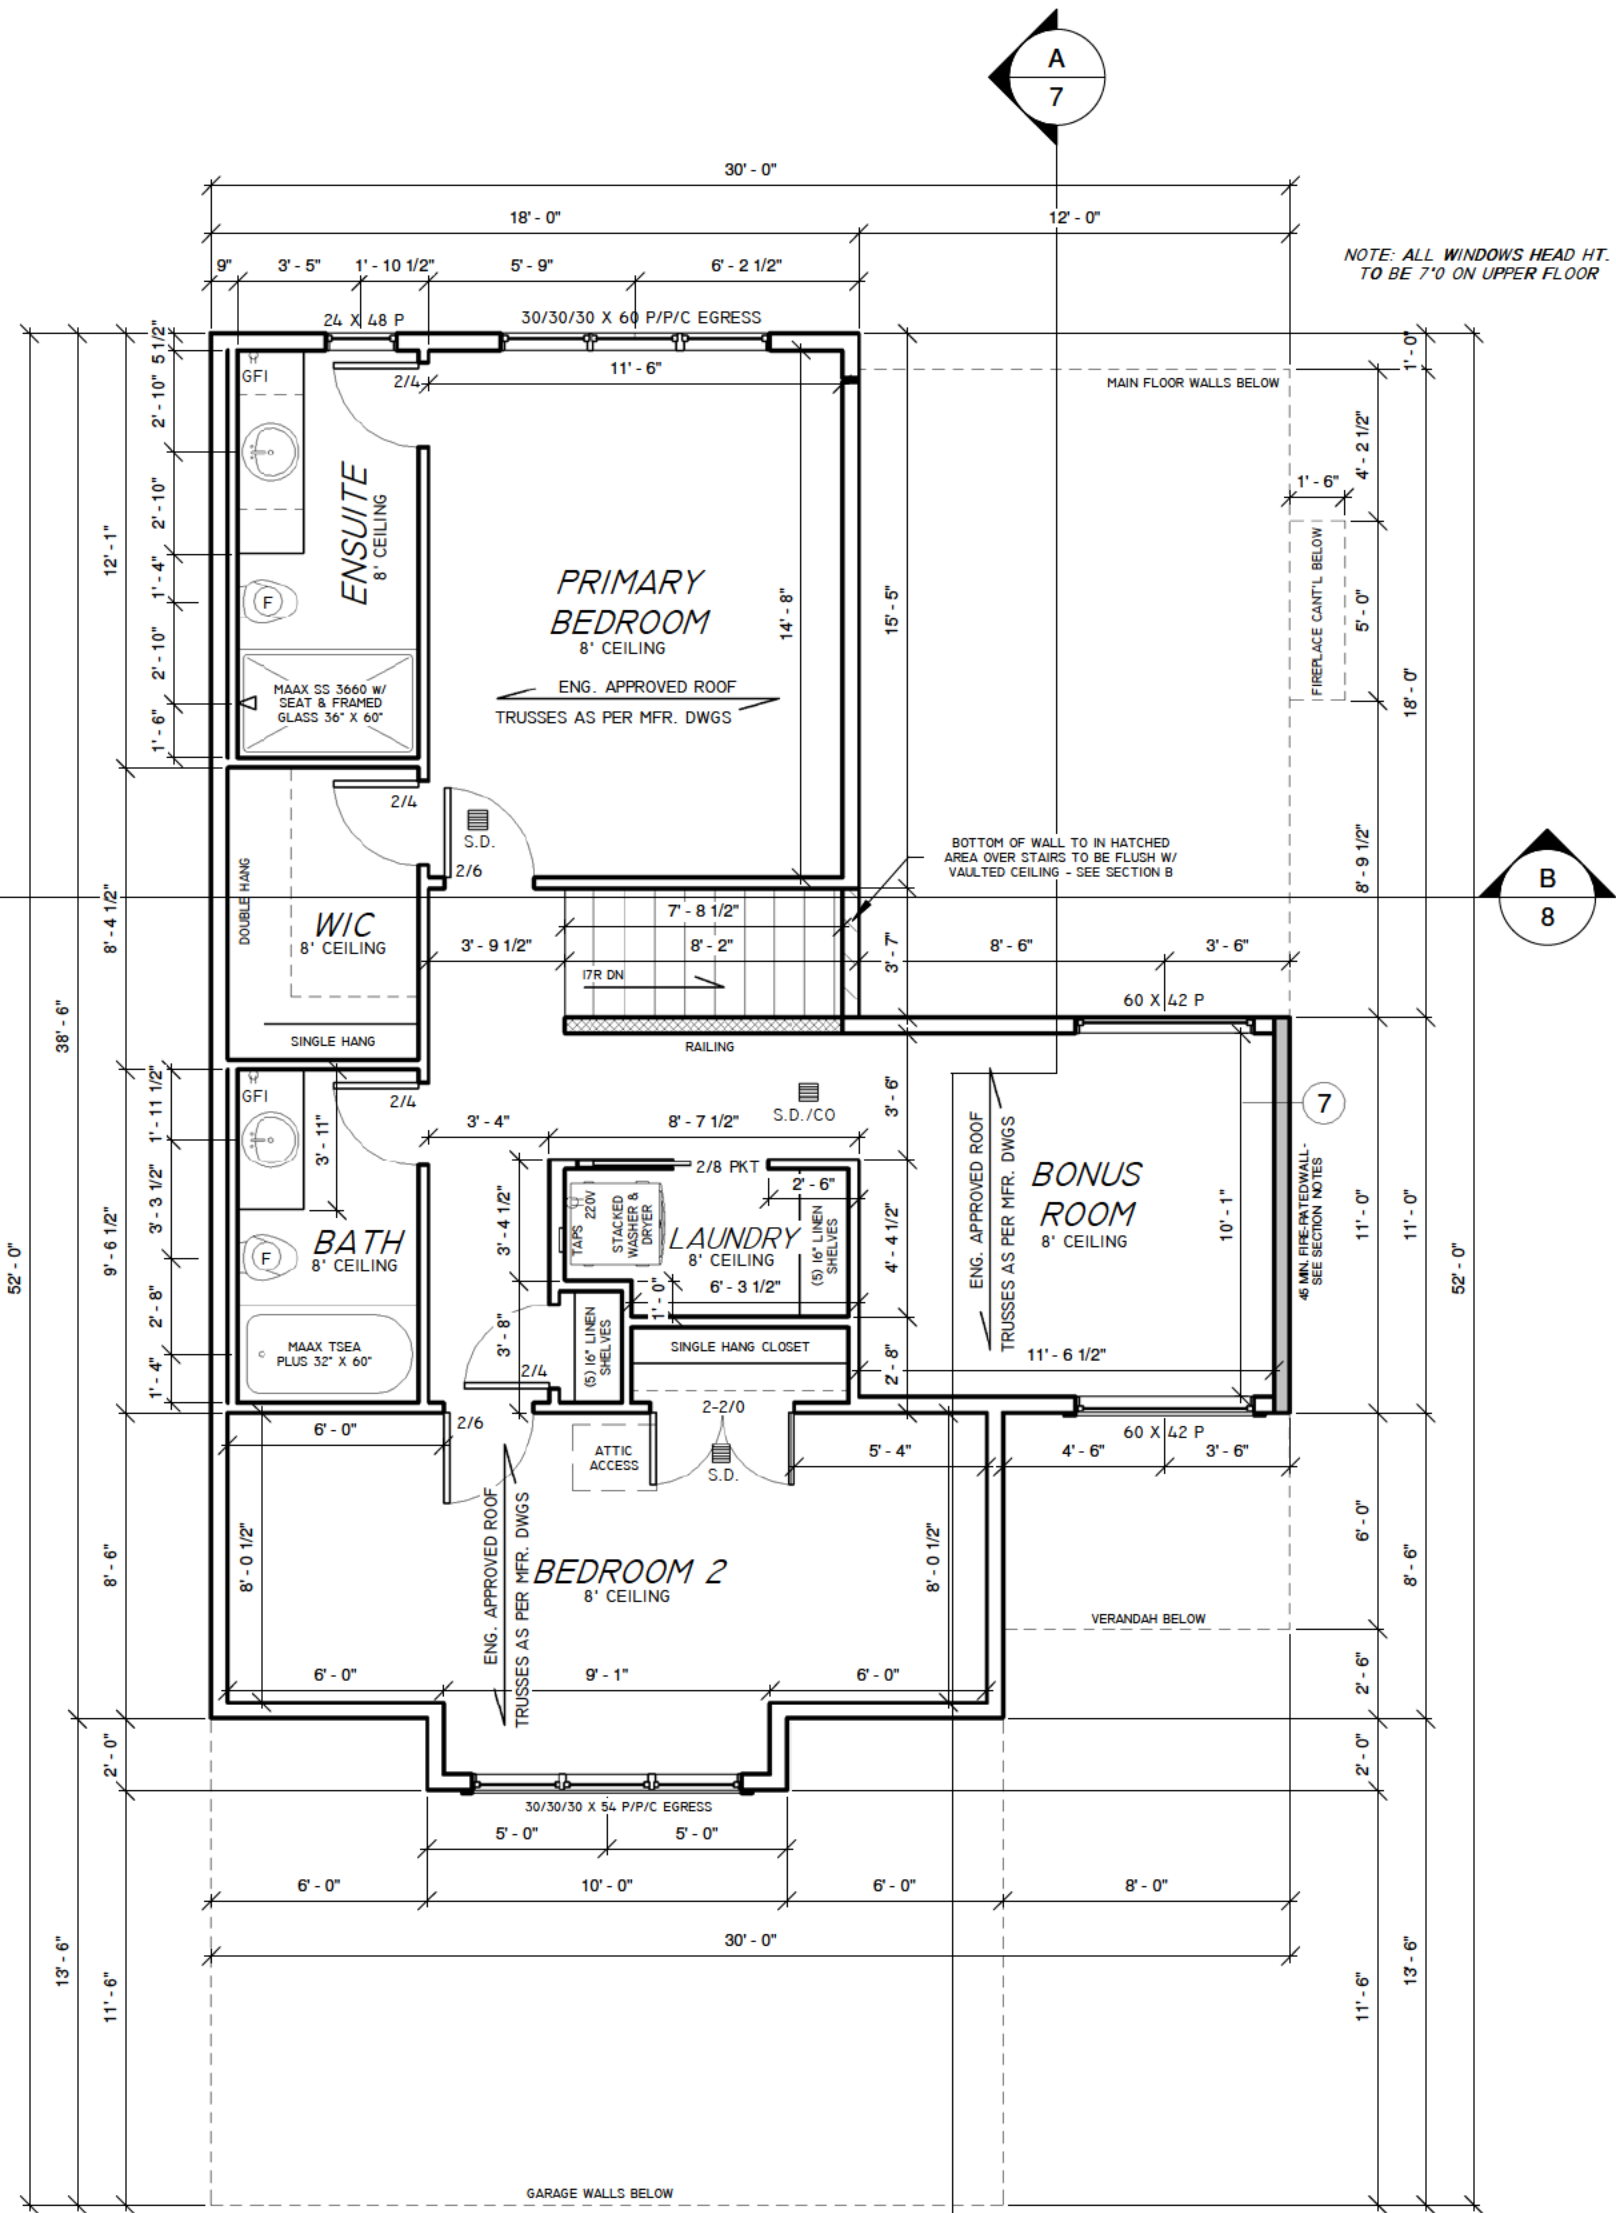 A
7
30' - 0"
18' - 0"
12' - 0"
NOTE: ALL WINDOWS HEAD HT.
TO BE 7'0 ON UPPER FLOOR
9"
3' - 5"
1' - 10 1/2"
5' - 9"
6' - 2 1/2"
24 X 48 P
30/30/30 X 60 P/P/C EGRESS
5 1/2"
1' - 0"
GFI
2/4
11' - 6"
MAIN FLOOR WALLS BELOW
2' - 10"
4' - 2 1/2"
1' - 6"
2' - 10"
ENSUITE
8' CEILING
12' - 1"
1' - 4"
F
PRIMARY
BEDROOM
8' CEILING
14' - 8"
15' - 5"
FIREPLACE CANT'L BELOW
5' - 0"
2' - 10"
18' - 0"
MAAX SS 3660 W/
SEAT & FRAMED
GLASS 36" X 60"
ENG. APPROVED ROOF
TRUSSES AS PER MFR. DWGS
1' - 6"
2/4
S.D.
2/6
BOTTOM OF WALL TO IN HATCHED
AREA OVER STAIRS TO BE FLUSH W/
VAULTED CEILING - SEE SECTION B
8' - 9 1/2"
B
8
DOUBLE HANG
8' - 4 1/2"
WIC
8' CEILING
7' - 8 1/2"
3' - 9 1/2"
8' - 2"
3' - 7"
8' - 6"
3' - 6"
17R DN
60 X 42 P
SINGLE HANG
RAILING
38' - 6"
GFI
2/4
1' - 11 1/2"
3' - 11"
3' - 4"
8' - 7 1/2"
S.D./CO
3' - 6"
7
2/8 PKT
2' - 6"
3' - 4 1/2"
TAPS
220V
STACKED
WASHER &
DRYER
LAUNDRY
8' CEILING
6' - 3 1/2"
(5) 16" LINEN
SHELVES
4' - 4 1/2"
ENG. APPROVED ROOF
TRUSSES AS PER MFR. DWGS
BONUS
ROOM
8' CEILING
10' - 1"
45 MIN. FIRE-RATED WALL-
SEE SECTION NOTES
11' - 0"
11' - 0"
3' - 3 1/2"
BATH
8' CEILING
F
9' - 6 1/2"
52' - 0"
52' - 0"
2' - 8"
1' - 0"
3' - 8"
(5) 16" LINEN
SHELVES
SINGLE HANG CLOSET
2' - 8"
11' - 6 1/2"
MAAX TSEA
PLUS 32" X 60"
1' - 4"
2/4
2/6
2-2/0
6' - 0"
ATTIC
ACCESS
S.D.
5' - 4"
60 X 42 P
4' - 6"
3' - 6"
8' - 0 1/2"
ENG. APPROVED ROOF
TRUSSES AS PER MFR. DWGS
8' - 0 1/2"
6' - 0"
8' - 6"
8' - 6"
BEDROOM 2
8' CEILING
VERANDAH BELOW
6' - 0"
9' - 1"
6' - 0"
2' - 6"
2' - 0"
2' - 0"
30/30/30 X 54 P/P/C EGRESS
5' - 0"
5' - 0"
6' - 0"
10' - 0"
6' - 0"
8' - 0"
30' - 0"
13' - 6"
11' - 6"
11' - 6"
13' - 6"
GARAGE WALLS BELOW